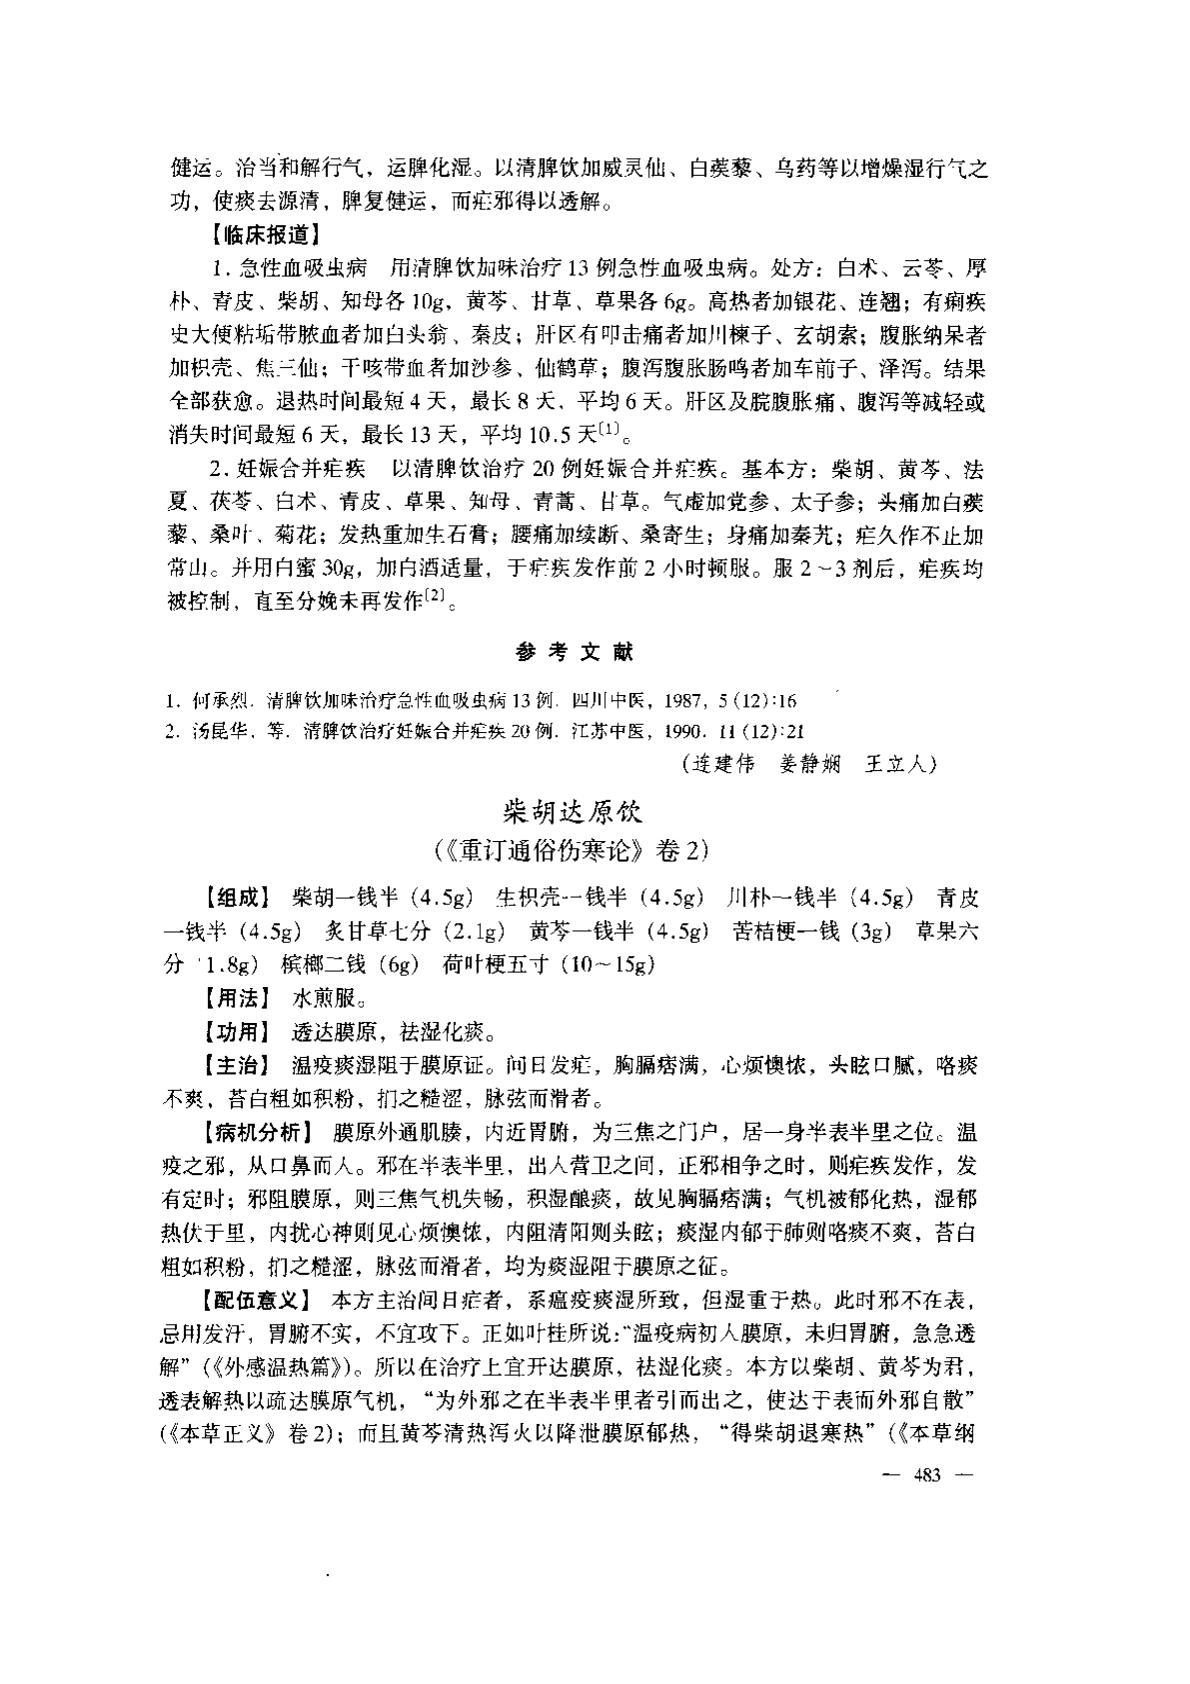 健运。治当和解行气，运脾化湿。以清脾饮加威灵仙、白蒺藜、乌药等以增燥湿行气之
功，使痰去源清，脾复健运，而疟邪得以透解。
【临床报道】
1. 急性血吸虫病　用清脾饮加味治疗 13 例急性血吸虫病。处方：白术、云苓、厚
朴、青皮、柴胡、知母各 10g，黄芩、甘草、草果各 6g。高热者加银花、连翘；有痢疾
史大便粘垢带脓血者加白头翁、秦皮；肝区有叩击痛者加川楝子、玄胡索；腹胀纳呆者
加枳壳、焦三仙；干咳带血者加沙参、仙鹤草；腹泻腹胀肠鸣者加车前子、泽泻。结果
全部获愈。退热时间最短 4 天，最长 8 天，平均 6 天。肝区及脘腹胀痛、腹泻等减轻或
消失时间最短 6 天，最长 13 天，平均 10.5 天〔1〕。
2. 妊娠合并疟疾　以清脾饮治疗 20 例妊娠合并疟疾。基本方：柴胡、黄芩、法
夏、茯苓、白术、青皮、草果、知母、青蒿、甘草。气虚加党参、太子参；头痛加白蒺
藜、桑叶、菊花；发热重加生石膏；腰痛加续断、桑寄生；身痛加秦艽；疟久作不止加
常山。并用白蜜 30g，加白酒适量，于疟疾发作前 2 小时顿服。服 2～3 剂后，疟疾均
被控制，直至分娩未再发作〔2〕。
参考文献
1. 何承烈. 清脾饮加味治疗急性血吸虫病 13 例. 四川中医，1987，5 (12):16
2. 汤昆华，等. 清脾饮治疗妊娠合并疟疾 20 例. 江苏中医，1990. 11 (12):21
（连建伟　姜静娴　王立人）
柴胡达原饮
（《重订通俗伤寒论》卷 2）
【组成】　柴胡一钱半（4.5g）　生枳壳一钱半（4.5g）　川朴一钱半（4.5g）　青皮
一钱半（4.5g）　炙甘草七分（2.1g）　黄芩一钱半（4.5g）　苦桔梗一钱（3g）　草果六
分（1.8g）　槟榔二钱（6g）　荷叶梗五寸（10～15g）
【用法】　水煎服。
【功用】　透达膜原，祛湿化痰。
【主治】　温疫痰湿阻于膜原证。间日发疟，胸膈痞满，心烦懊侬，头眩口腻，咯痰
不爽，苔白粗如积粉，扪之糙涩，脉弦而滑者。
【病机分析】　膜原外通肌腠，内近胃腑，为三焦之门户，居一身半表半里之位。温
疫之邪，从口鼻而入。邪在半表半里，出入营卫之间，正邪相争之时，则疟疾发作，发
有定时；邪阻膜原，则三焦气机失畅，积湿酿痰，故见胸膈痞满；气机被郁化热，湿郁
热伏于里，内扰心神则见心烦懊侬，内阻清阳则头眩；痰湿内郁于肺则咯痰不爽，苔白
粗如积粉，扪之糙涩，脉弦而滑者，均为痰湿阻于膜原之征。
【配伍意义】　本方主治间日疟者，系瘟疫痰湿所致，但湿重于热。此时邪不在表，
忌用发汗，胃腑不实，不宜攻下。正如叶桂所说：“温疫病初入膜原，未归胃腑，急急透
解”（《外感温热篇》）。所以在治疗上宜开达膜原，祛湿化痰。本方以柴胡、黄芩为君，
透表解热以疏达膜原气机，“为外邪之在半表半里者引而出之，使达于表而外邪自散”
（《本草正义》卷 2）；而且黄芩清热泻火以降泄膜原郁热，“得柴胡退寒热”（《本草纲
— 483 —